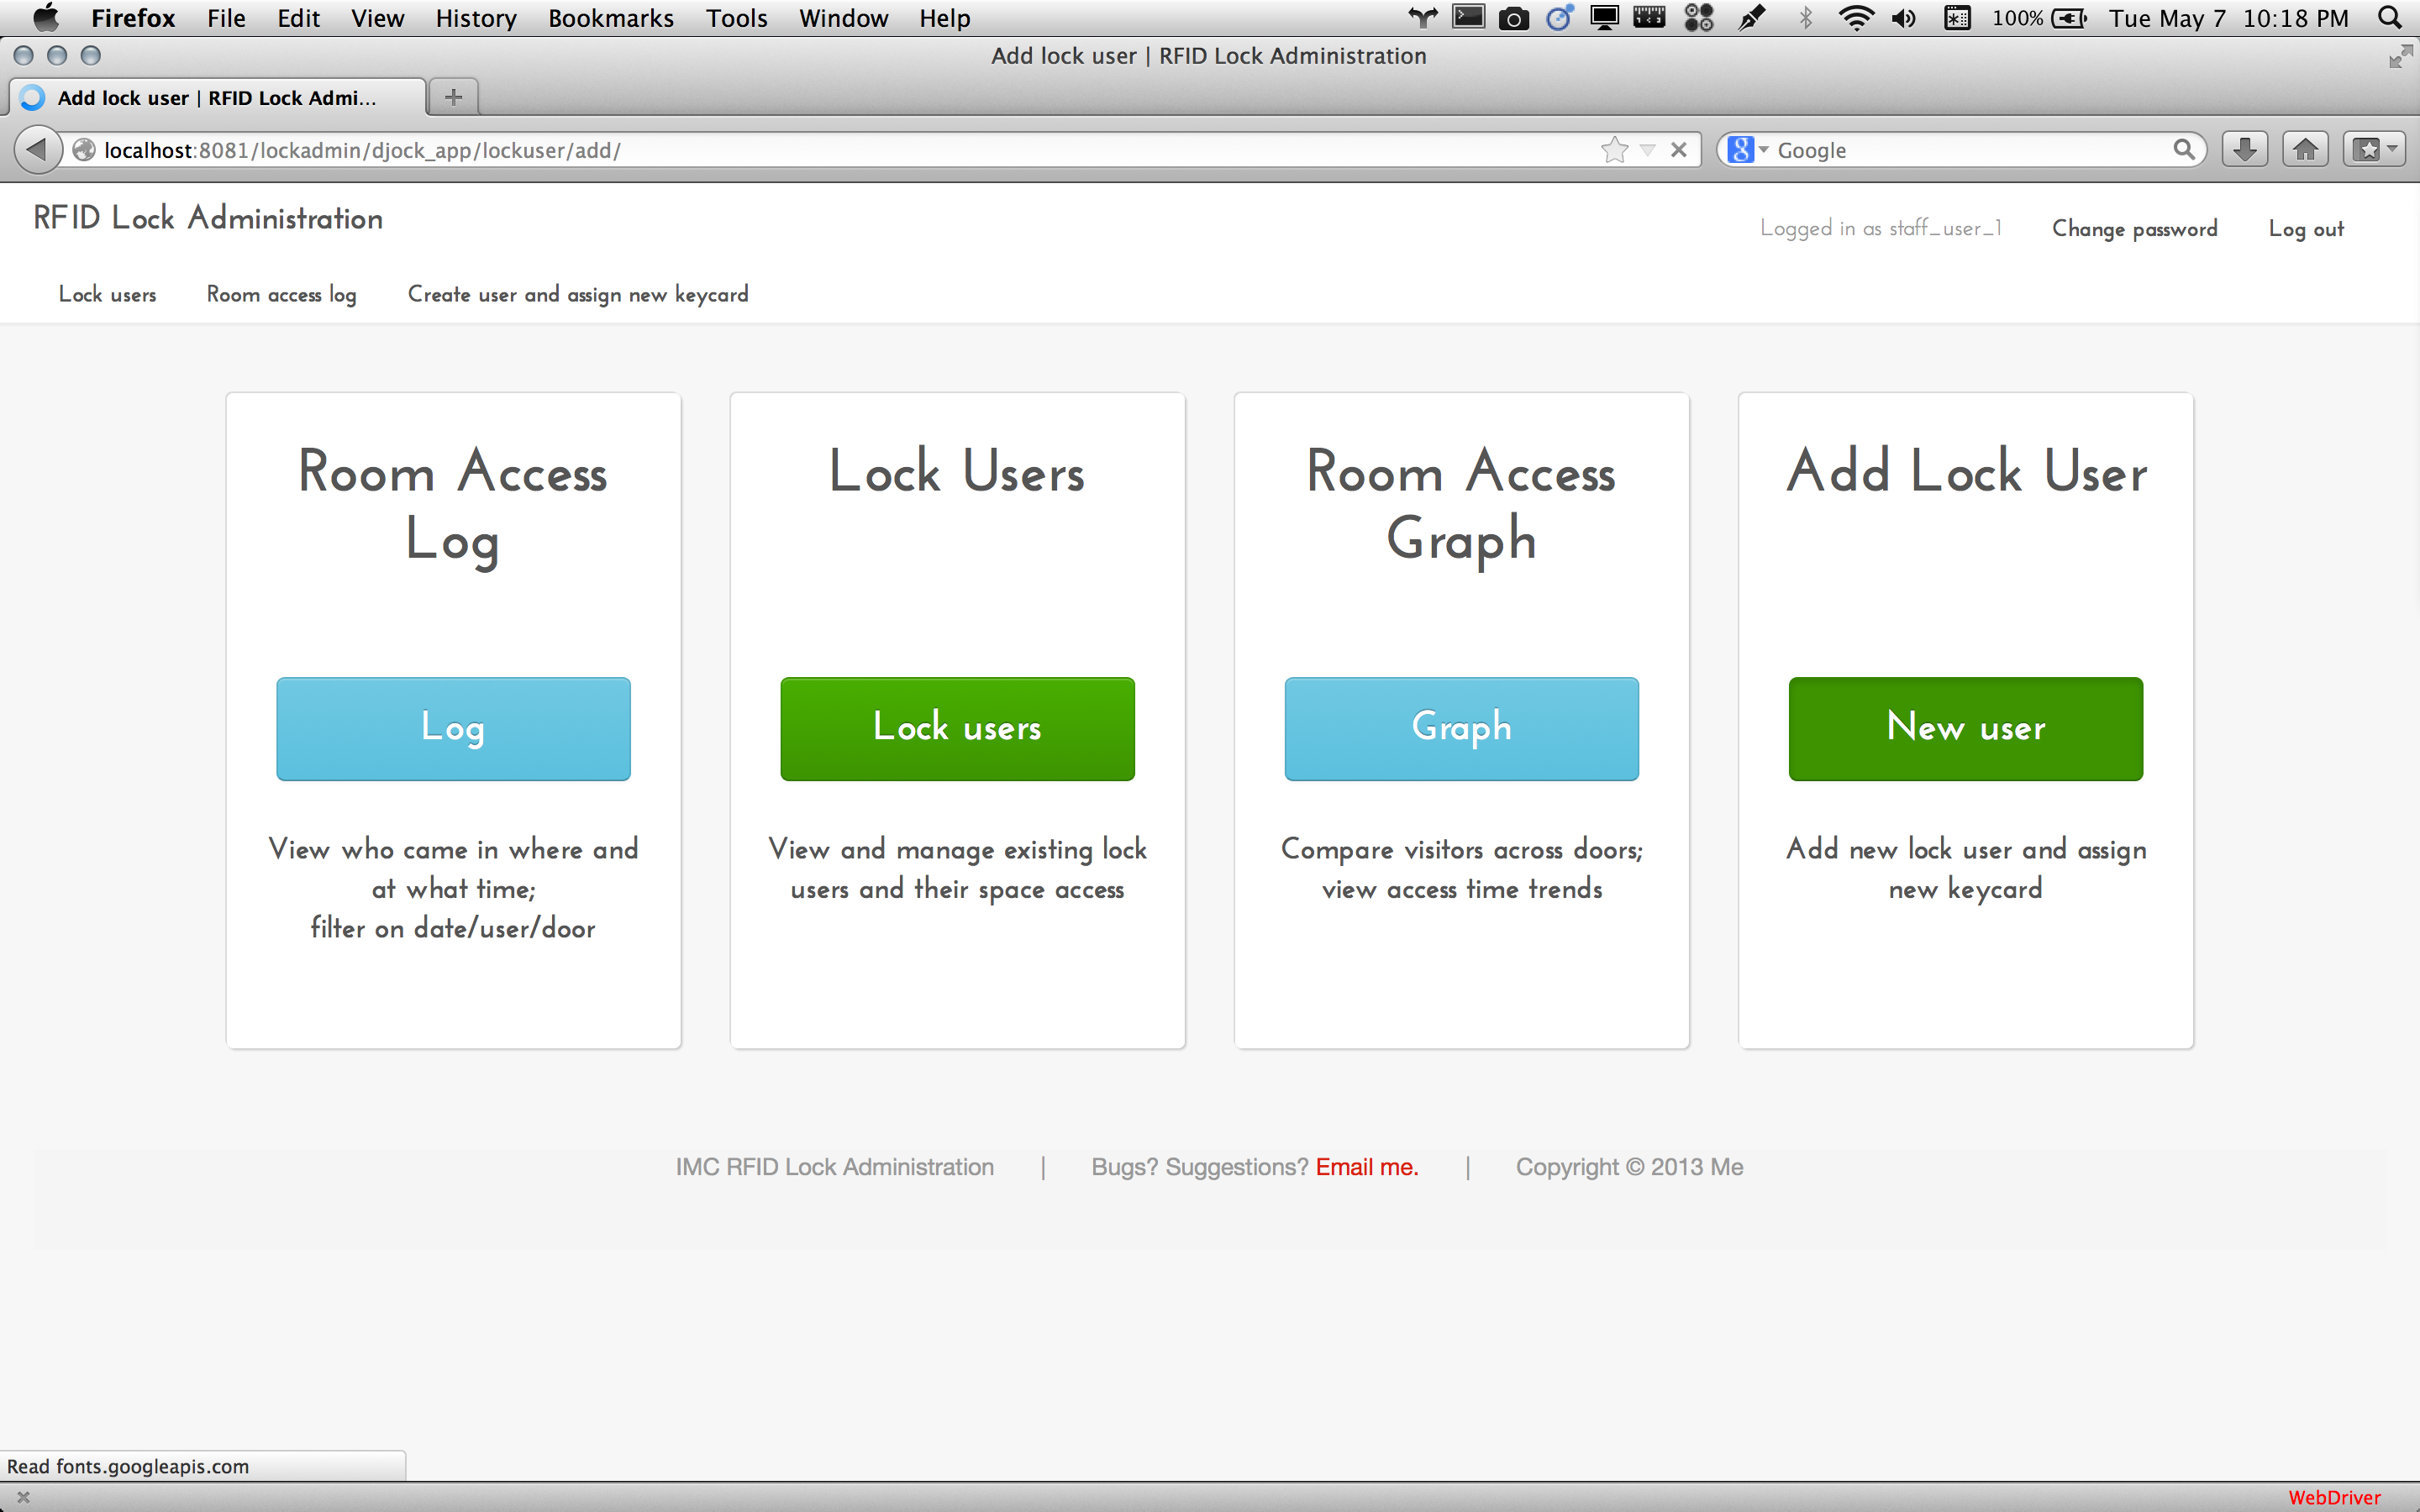 Firefox File Edit View History Bookmarks Tools Window Help 100% Tue May 7 10:18 PM
Add lock user | RFID Lock Administration
Add lock user | RFID Lock Admi...
localhost:8081/lockadmin/djock_app/lockuser/add/ Google
RFID Lock Administration
Logged in as staff_user_1 Change password Log out
Lock users Room access log Create user and assign new keycard
Room Access
Log
Log
View who came in where and
at what time;
filter on date/user/door
Lock Users
Lock users
View and manage existing lock
users and their space access
Room Access
Graph
Graph
Compare visitors across doors;
view access time trends
Add Lock User
New user
Add new lock user and assign
new keycard
IMC RFID Lock Administration | Bugs? Suggestions? Email me. | Copyright © 2013 Me
Read fonts.googleapis.com
WebDriver